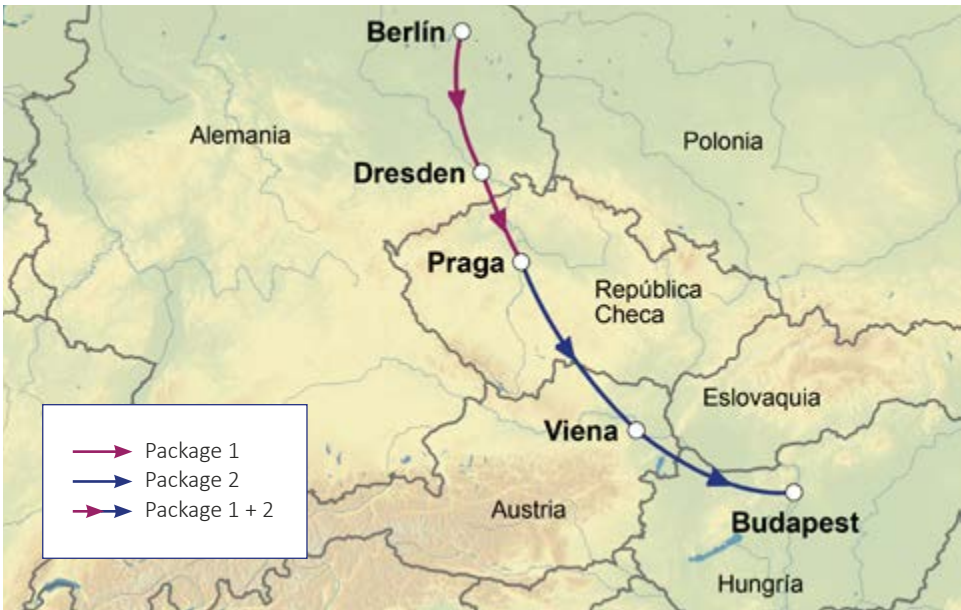 Berlín
Alemania
Polonia
Dresden
Praga
República
Checa
Eslovaquia
Viena
Package 1
Package 2
Package 1 + 2
Austria
Budapest
Hungría